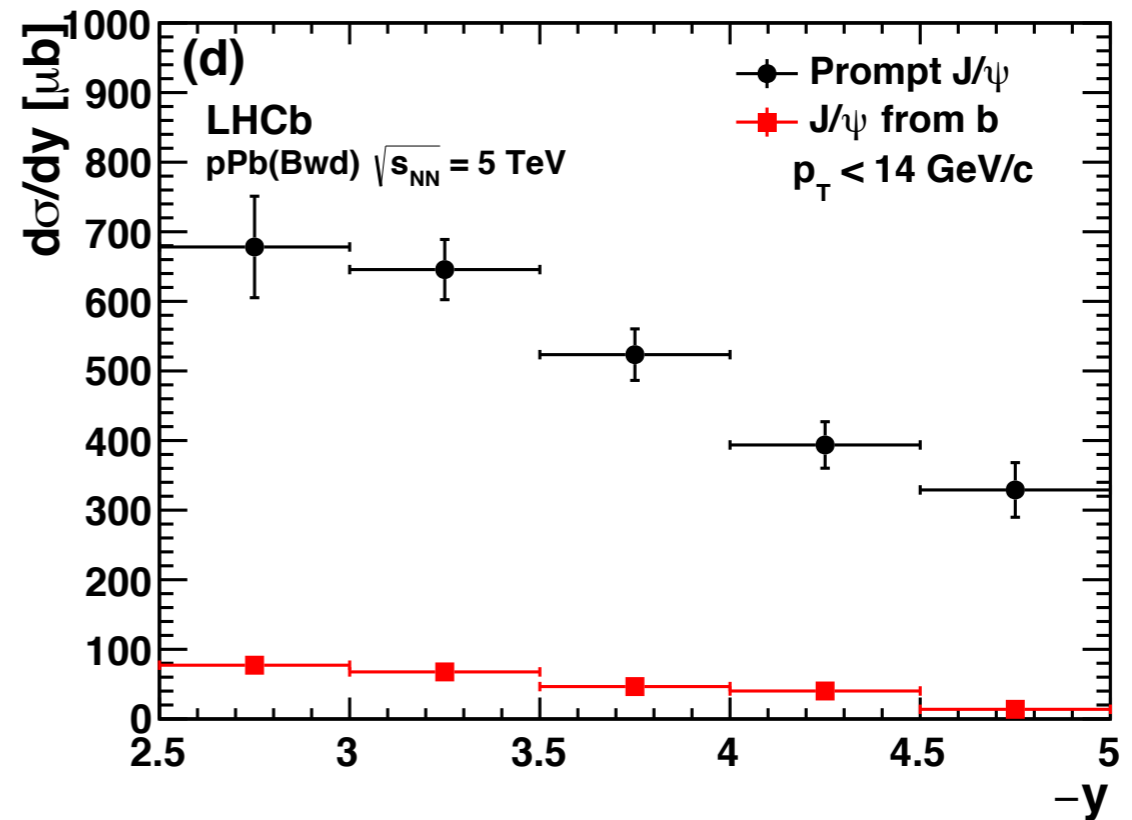 dσ/dy [μb]
1000
900
800
700
600
500
400
300
200
100
0
(d)
LHCb
pPb(Bwd) √s_NN = 5 TeV
Prompt J/ψ
J/ψ from b
p_T < 14 GeV/c
2.5 3 3.5 4 4.5 5
−y